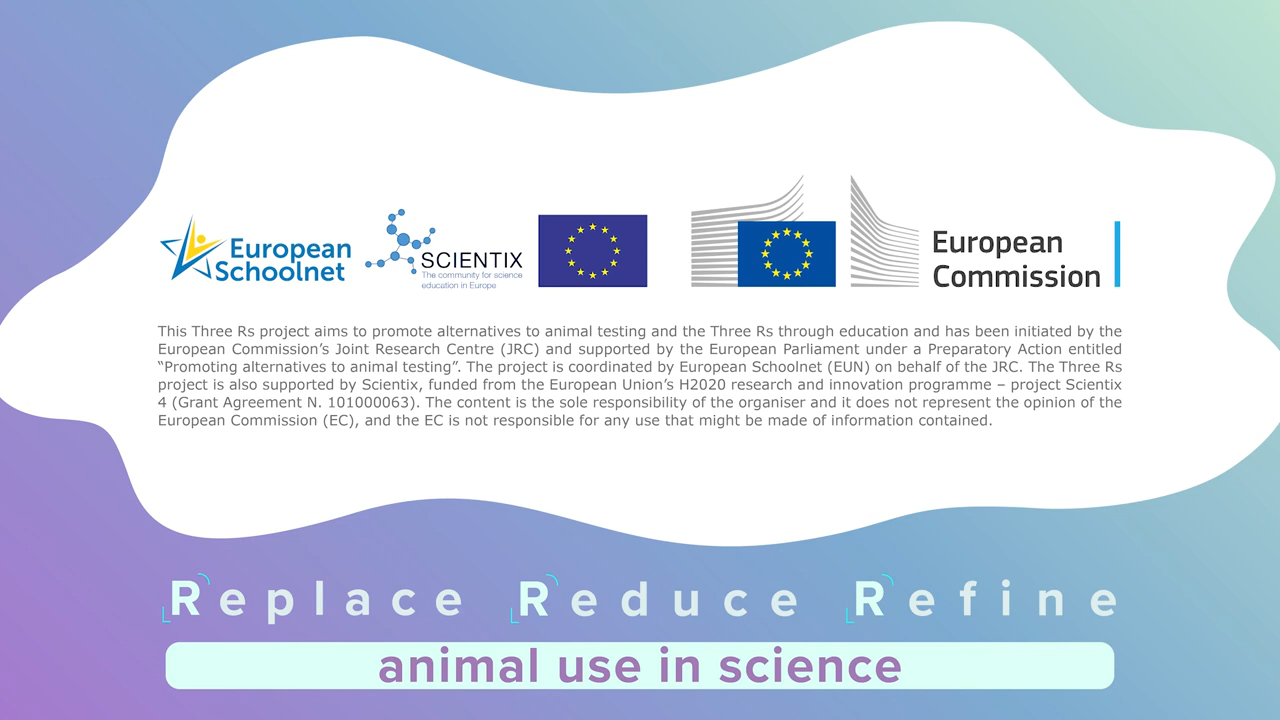 European
Schoolnet
SCIENTIX
The community for science
education in Europe
European
Commission
This Three Rs project aims to promote alternatives to animal testing and the Three Rs through education and has been initiated by the
European Commission’s Joint Research Centre (JRC) and supported by the European Parliament under a Preparatory Action entitled
“Promoting alternatives to animal testing”. The project is coordinated by European Schoolnet (EUN) on behalf of the JRC. The Three Rs
project is also supported by Scientix, funded from the European Union’s H2020 research and innovation programme – project Scientix
4 (Grant Agreement N. 101000063). The content is the sole responsibility of the organiser and it does not represent the opinion of the
European Commission (EC), and the EC is not responsible for any use that might be made of information contained.
Replace Reduce Refine
animal use in science